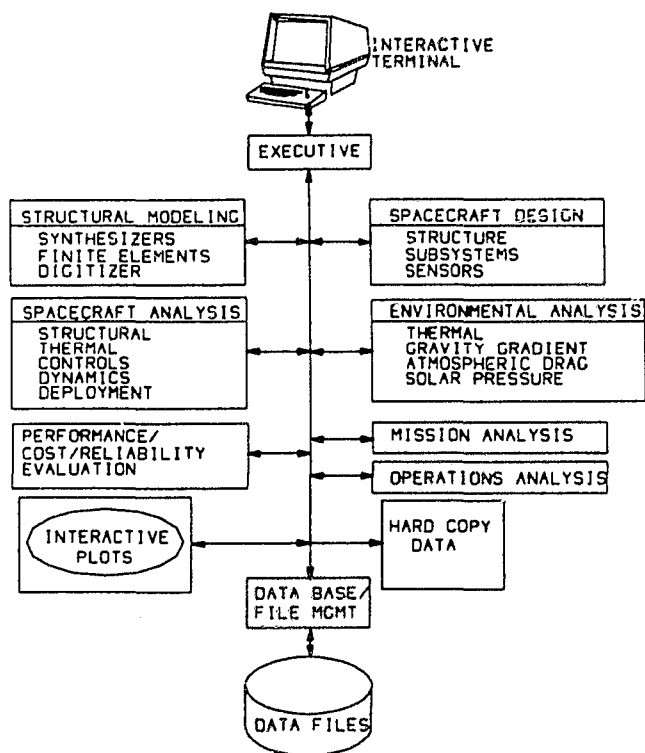 INTERACTIVE
TERMINAL
EXECUTIVE
STRUCTURAL MODELING
SYNTHESIZERS
FINITE ELEMENTS
DIGITIZER
SPACECRAFT DESIGN
STRUCTURE
SUBSYSTEMS
SENSORS
SPACECRAFT ANALYSIS
STRUCTURAL
THERMAL
CONTROLS
DYNAMICS
DEPLOYMENT
ENVIRONMENTAL ANALYSIS
THERMAL
GRAVITY GRADIENT
ATMOSPHERIC DRAG
SOLAR PRESSURE
PERFORMANCE/
COST/RELIABILITY
EVALUATION
MISSION ANALYSIS
OPERATIONS ANALYSIS
INTERACTIVE
PLOTS
HARD COPY
DATA
DATA BASE/
FILE MGMT
DATA FILES